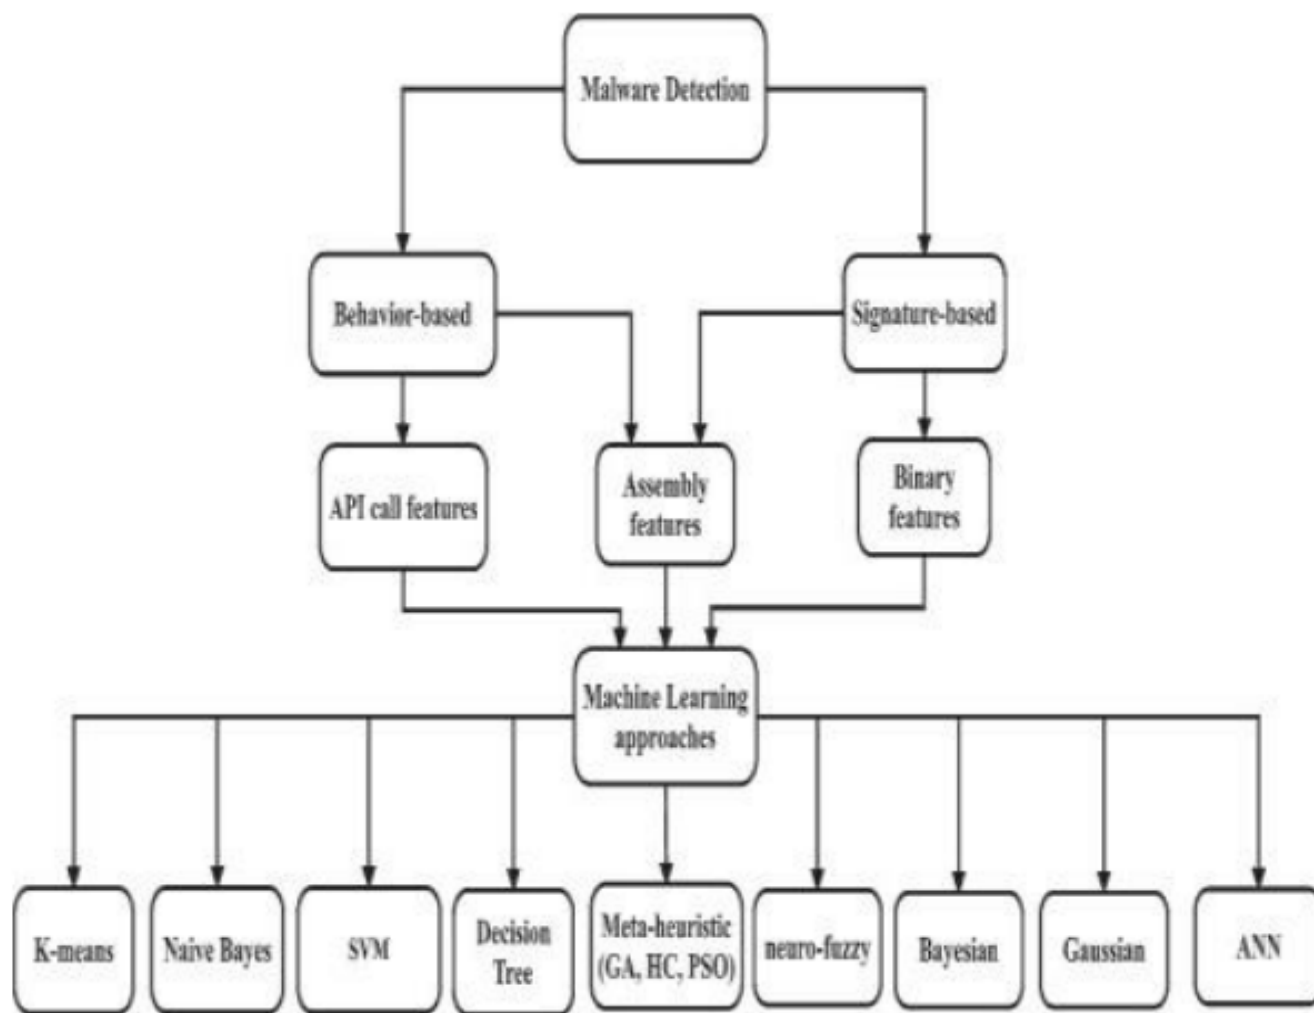 Malware Detection
Behavior-based
Signature-based
API call features
Assembly
features
Binary
features
Machine Learning
approaches
K-means
Naive Bayes
SVM
Decision
Tree
Meta-heuristic
(GA, HC, PSO)
neuro-fuzzy
Bayesian
Gaussian
ANN